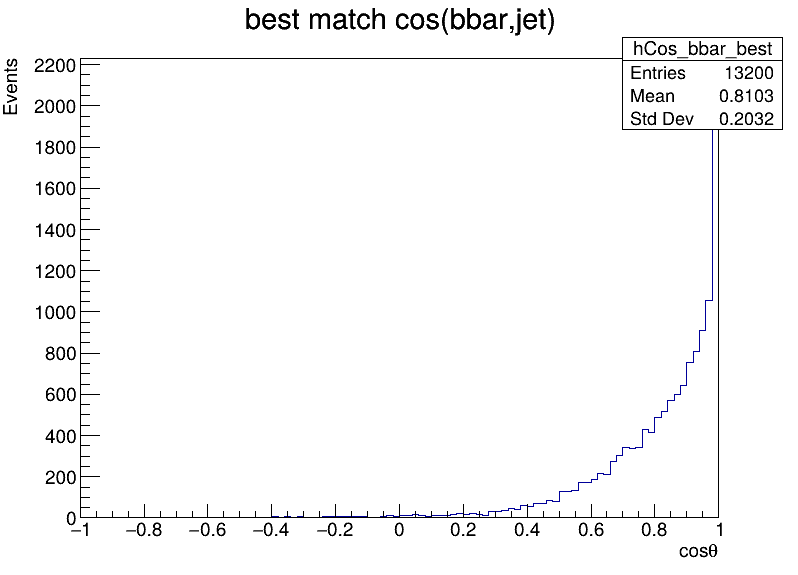 best match cos(bbar,jet)
hCos_bbar_best
Entries 13200
Mean 0.8103
Std Dev 0.2032
Events
2200
2000
1800
1600
1400
1200
1000
800
600
400
200
0
−1 −0.8 −0.6 −0.4 −0.2 0 0.2 0.4 0.6 0.8 1
cosθ